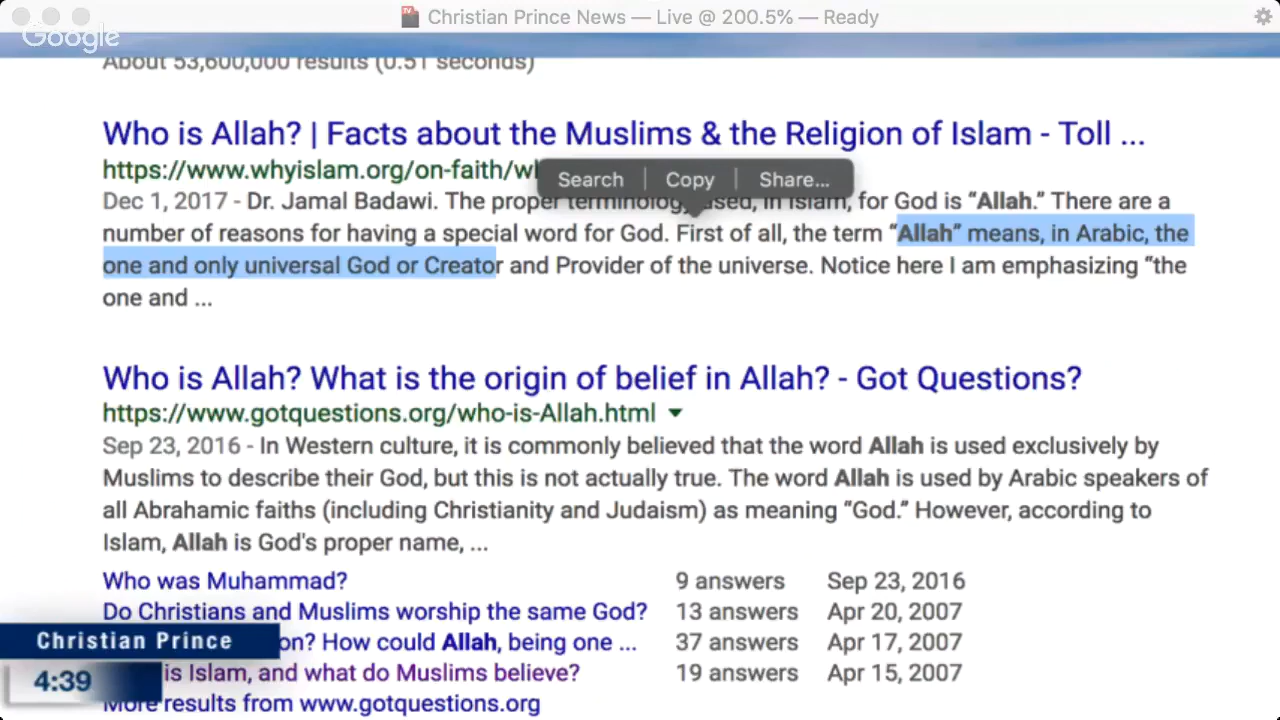 Christian Prince News — Live @ 200.5% — Ready
Google
About 53,600,000 results (0.51 seconds)
Who is Allah? | Facts about the Muslims & the Religion of Islam - Toll ...
https://www.whyislam.org/on-faith/wh
Search Copy Share...
Dec 1, 2017 - Dr. Jamal Badawi. The proper terminology used, in Islam, for God is “Allah.” There are a
number of reasons for having a special word for God. First of all, the term “Allah” means, in Arabic, the
one and only universal God or Creator and Provider of the universe. Notice here I am emphasizing “the
one and ...
Who is Allah? What is the origin of belief in Allah? - Got Questions?
https://www.gotquestions.org/who-is-Allah.html
Sep 23, 2016 - In Western culture, it is commonly believed that the word Allah is used exclusively by
Muslims to describe their God, but this is not actually true. The word Allah is used by Arabic speakers of
all Abrahamic faiths (including Christianity and Judaism) as meaning “God.” However, according to
Islam, Allah is God's proper name, ...
Who was Muhammad? 9 answers Sep 23, 2016
Do Christians and Muslims worship the same God? 13 answers Apr 20, 2007
Christian Prince
on? How could Allah, being one ... 37 answers Apr 17, 2007
4:39
is Islam, and what do Muslims believe? 19 answers Apr 15, 2007
More results from www.gotquestions.org